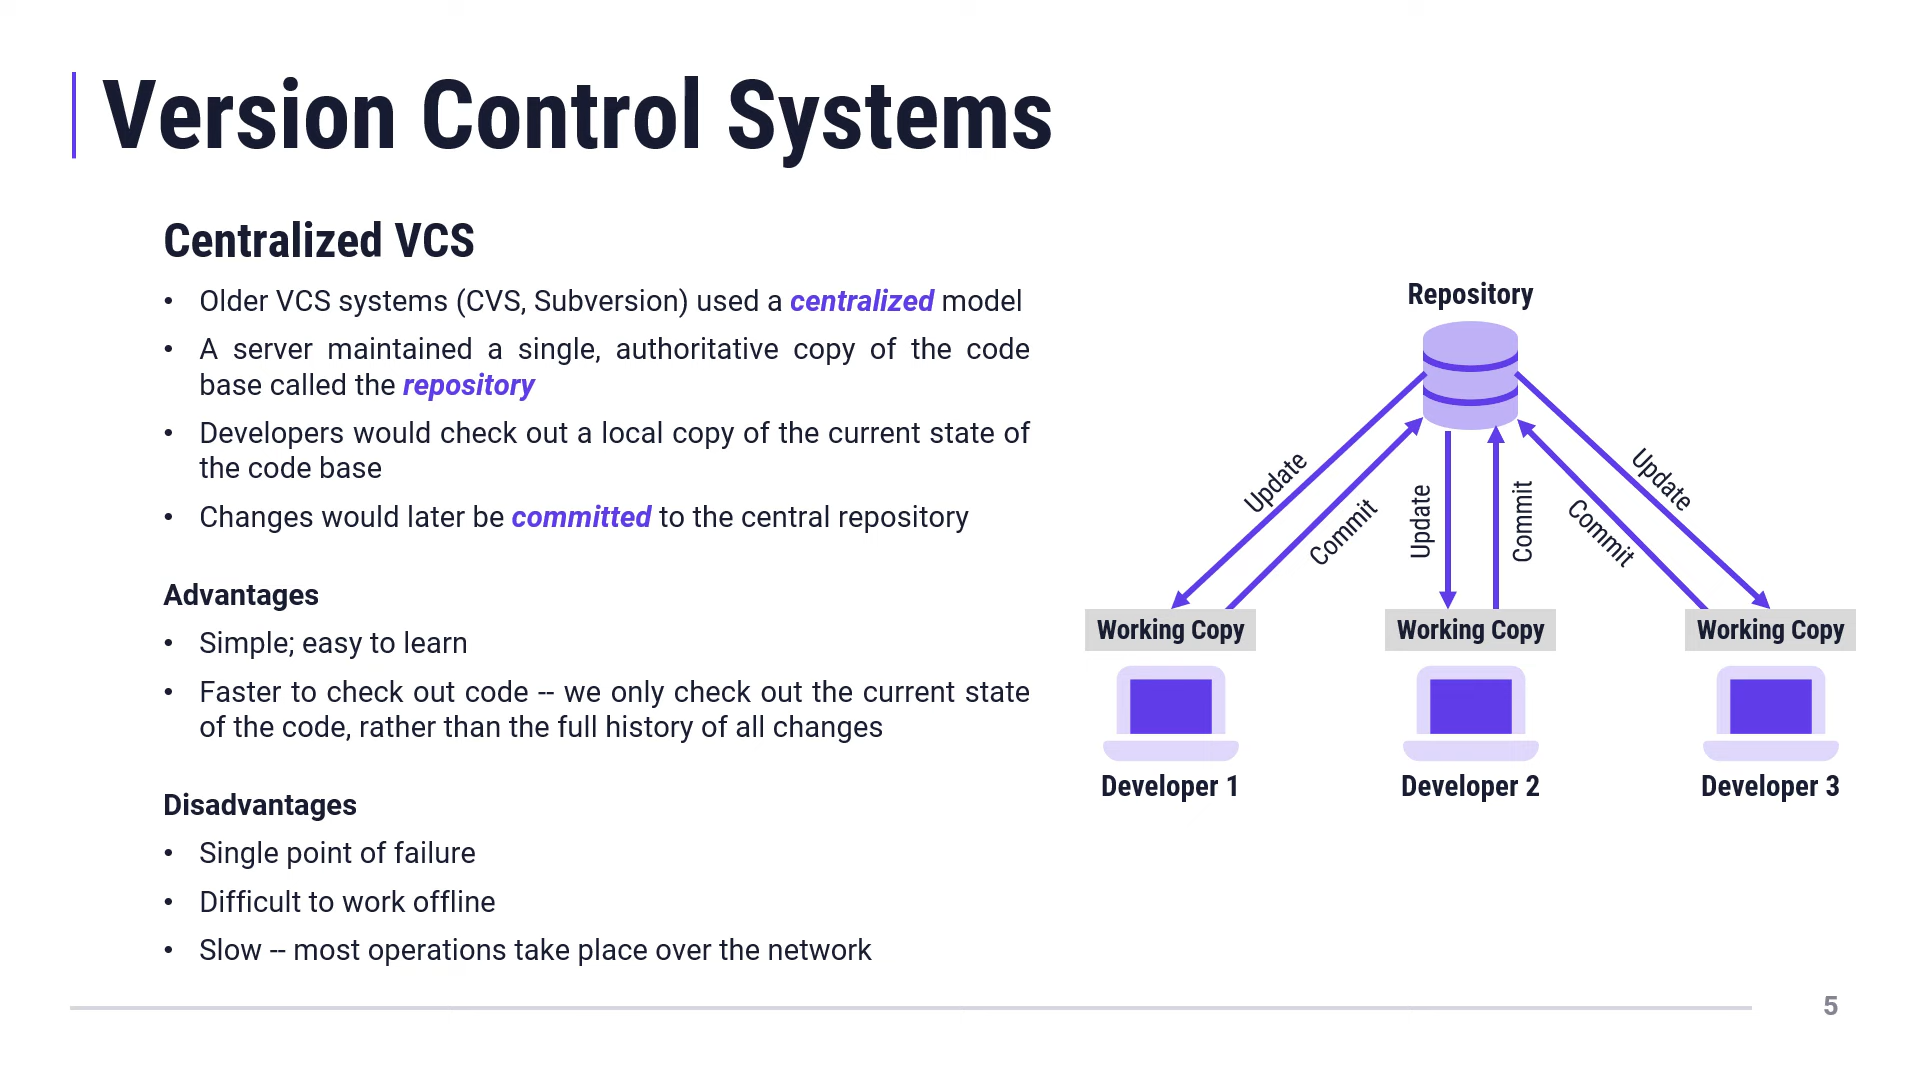 Version Control Systems
Centralized VCS
• Older VCS systems (CVS, Subversion) used a centralized model
• A server maintained a single, authoritative copy of the code
base called the repository
• Developers would check out a local copy of the current state of
the code base
• Changes would later be committed to the central repository
Advantages
• Simple; easy to learn
• Faster to check out code -- we only check out the current state
of the code, rather than the full history of all changes
Disadvantages
• Single point of failure
• Difficult to work offline
• Slow -- most operations take place over the network
Repository
Update
Commit
Update
Commit
Commit
Update
Working Copy
Working Copy
Working Copy
Developer 1
Developer 2
Developer 3
5